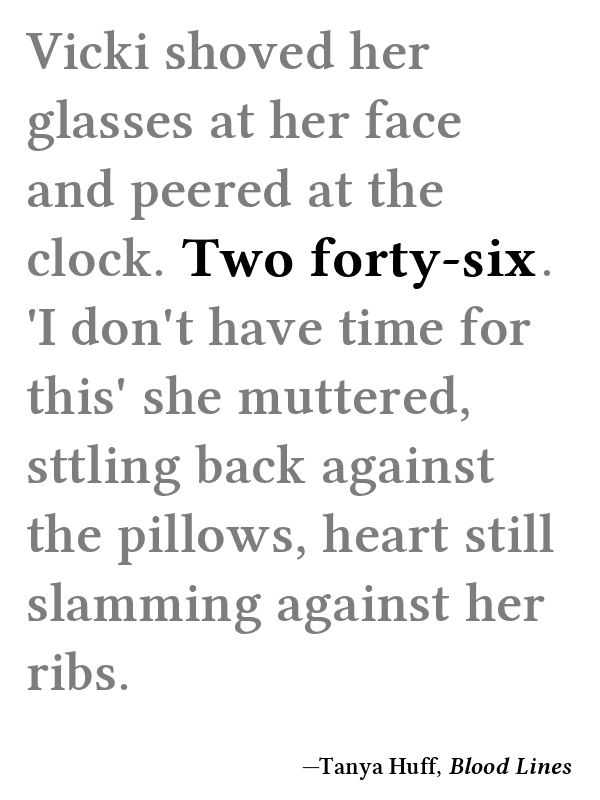 Vicki shoved her
glasses at her face
and peered at the
clock. Two forty-six.
'I don't have time for
this' she muttered,
sttling back against
the pillows, heart still
slamming against her
ribs.
—Tanya Huff, Blood Lines